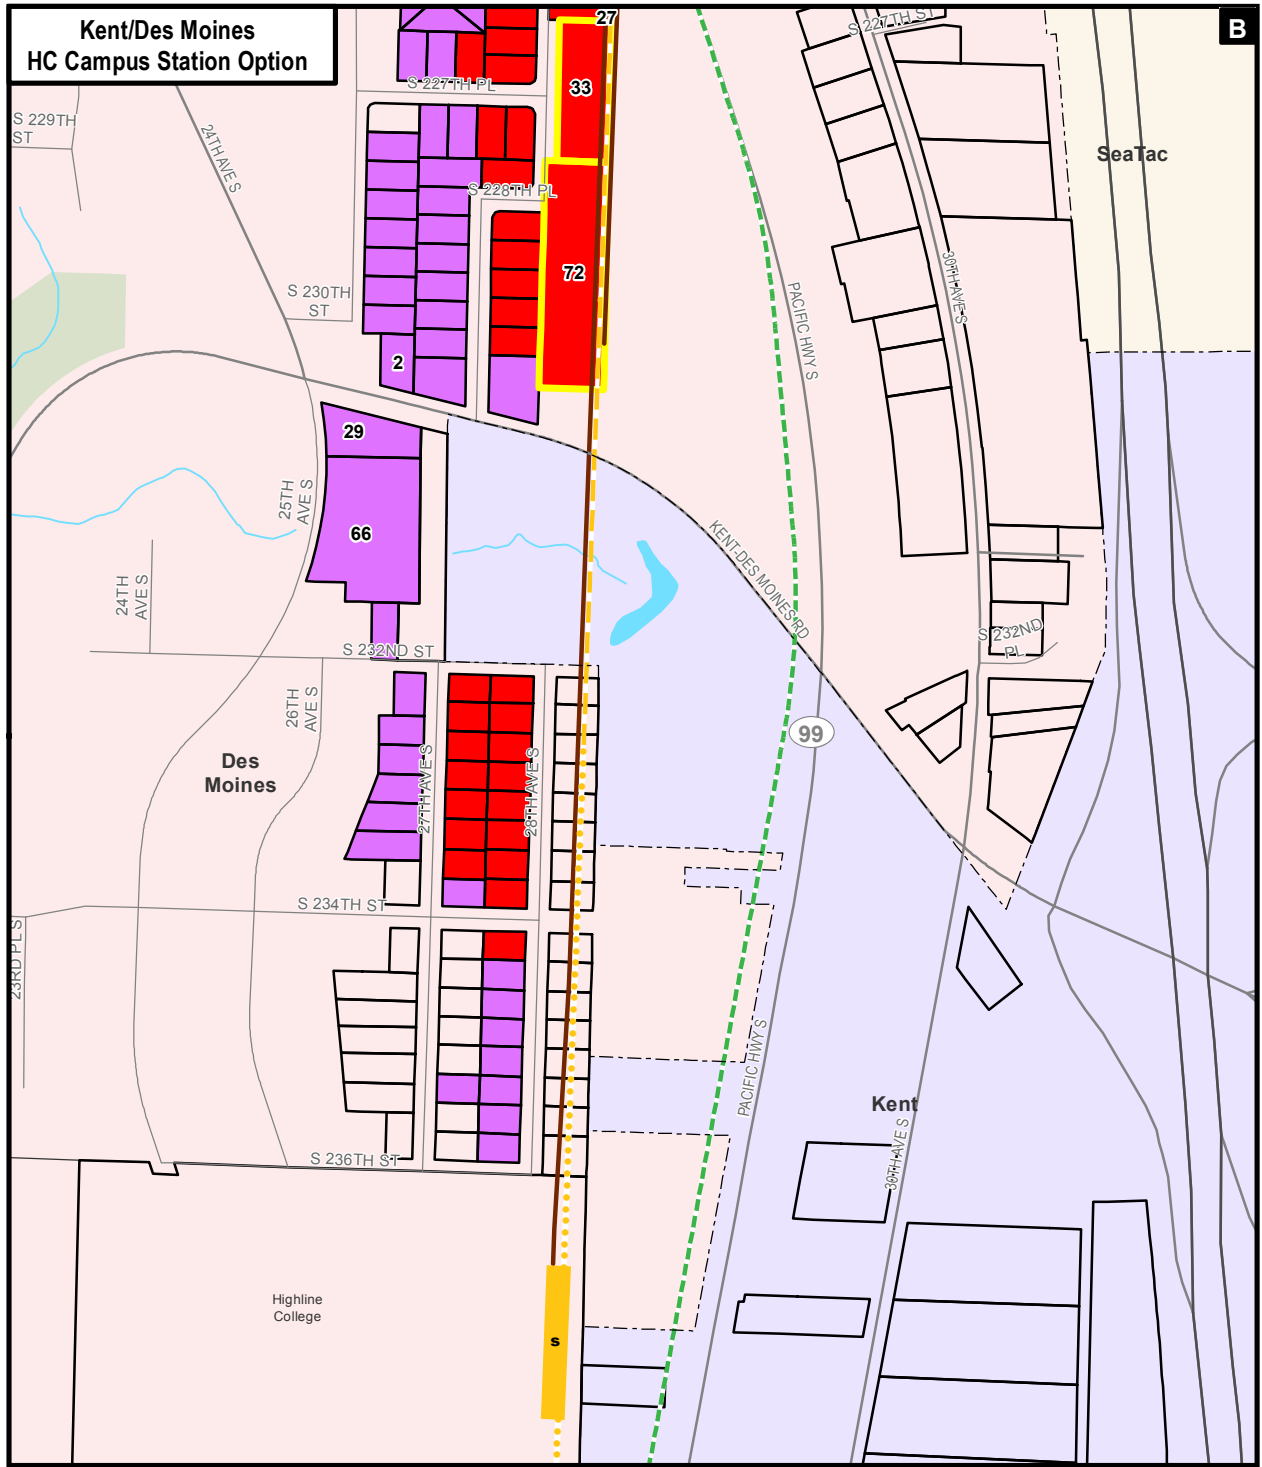 Kent/Des Moines
HC Campus Station Option
B
27
S 227TH ST
33
S 227TH PL
S 229TH
ST
24TH AVE S
SeaTac
S 228TH PL
72
30TH AVE S
PACIFIC HWY S
S 230TH
ST
2
29
25TH
AVE S
66
KENT-DES MOINES RD
24TH
AVE S
S 232ND
PL
S 232ND ST
26TH
AVE S
99
Des
Moines
27TH AVE S
28TH AVE S
S 234TH ST
23RD PL S
PACIFIC HWY S
Kent
30TH AVE S
S 236TH ST
Highline
College
s